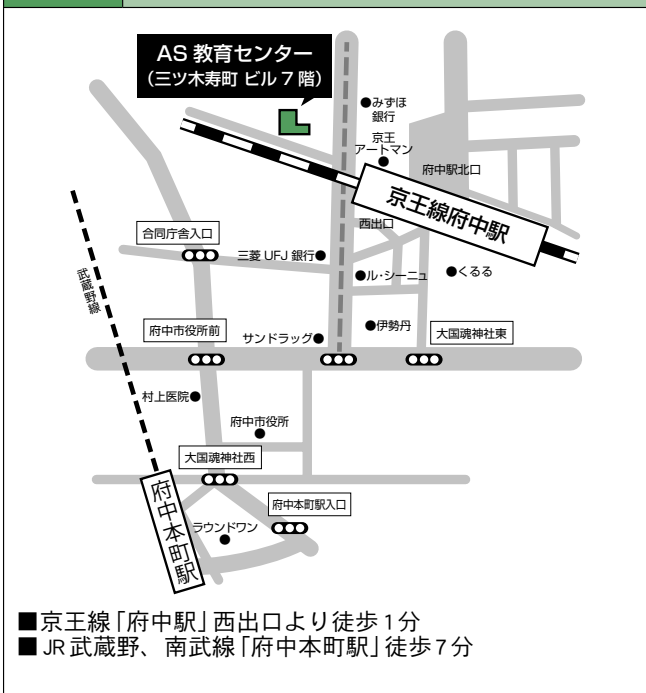 AS 教育センター
（三ツ木寿町 ビル 7 階）
みずほ
銀行
京王
アートマン
府中駅北口
京王線府中駅
西出口
合同庁舎入口
三菱 UFJ 銀行
武蔵野線
ル・シーニュ
くるる
府中市役所前
サンドラッグ
伊勢丹
大国魂神社東
村上医院
府中市役所
大国魂神社西
府中本町駅
府中本町駅入口
ラウンドワン
■京王線「府中駅」西出口より徒歩1分
■JR武蔵野、南武線「府中本町駅」徒歩7分